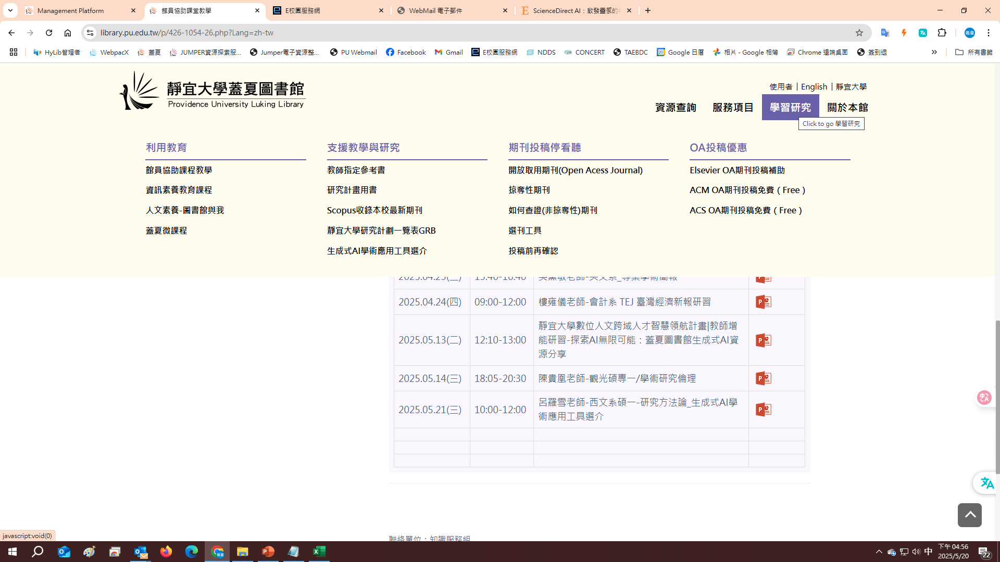 Management Platform
館員協助課堂教學
E校園服務網
WebMail 電子郵件
ScienceDirect AI：啟發靈感的
library.pu.edu.tw/p/426-1054-26.php?Lang=zh-tw
義臺
HyLib管理者
WebpacX
蓋夏
JUMPER資源探索服...
Jumper電子資源整...
PU Webmail
Facebook
Gmail
E校園服務網
NDDS
CONCERT
TAEBDC
Google 日曆
相片 - Google 相簿
Chrome 遠端桌面
簽到退
所有書籤
靜宜大學蓋夏圖書館
Providence University Luking Library
使用者
English
靜宜大學
資源查詢
服務項目
學習研究
關於本館
Click to go 學習研究
利用教育
館員協助課程教學
資訊素養教育課程
人文素養-圖書館與我
蓋夏微課程
支援教學與研究
教師指定參考書
研究計畫用書
Scopus收錄本校最新期刊
靜宜大學研究計劃一覽表GRB
生成式AI學術應用工具選介
期刊投稿停看聽
開放取用期刊(Open Acess Journal)
掠奪性期刊
如何查證(非掠奪性)期刊
選刊工具
投稿前再確認
OA投稿優惠
Elsevier OA期刊投稿補助
ACM OA期刊投稿免費（Free）
ACS OA期刊投稿免費（Free）
2025.04.24(四) 09:00-12:00 樓雍儀老師-會計系 TEJ 臺灣經濟新報研習
2025.05.13(二) 12:10-13:00 靜宜大學數位人文跨域人才智慧領航計畫|教師增
能研習-探索AI無限可能：蓋夏圖書館生成式AI資
源分享
2025.05.14(三) 18:05-20:30 陳貴凰老師-觀光碩專一/學術研究倫理
2025.05.21(三) 10:00-12:00 呂羅雪老師-西文系碩一-研究方法論_生成式AI學
術應用工具選介
聯絡單位：知識服務組
javascript:void(0)
中
下午 04:56
2025/5/20
22